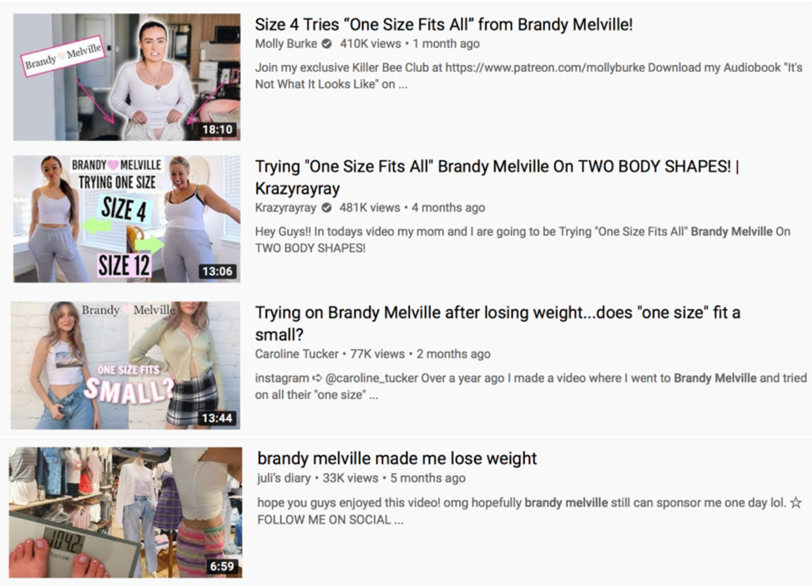 Brandy Melville
18:10
Size 4 Tries “One Size Fits All” from Brandy Melville!
Molly Burke 410K views • 1 month ago
Join my exclusive Killer Bee Club at https://www.patreon.com/mollyburke Download my Audiobook "It's
Not What It Looks Like" on ...
BRANDY MELVILLE
TRYING ONE SIZE
SIZE 4
SIZE 12
13:06
Trying "One Size Fits All" Brandy Melville On TWO BODY SHAPES! |
Krazyrayray
Krazyrayray 481K views • 4 months ago
Hey Guys!! In todays video my mom and I are going to be Trying "One Size Fits All" Brandy Melville On
TWO BODY SHAPES!
Brandy Melville
ONE SIZE FITS
SMALL?
13:44
Trying on Brandy Melville after losing weight...does "one size" fit a
small?
Caroline Tucker • 77K views • 2 months ago
instagram ➪ @caroline_tucker Over a year ago I made a video where I went to Brandy Melville and tried
on all their "one size" ...
104.2
6:59
brandy melville made me lose weight
juli's diary • 33K views • 5 months ago
hope you guys enjoyed this video! omg hopefully brandy melville still can sponsor me one day lol. ☆
FOLLOW ME ON SOCIAL ...